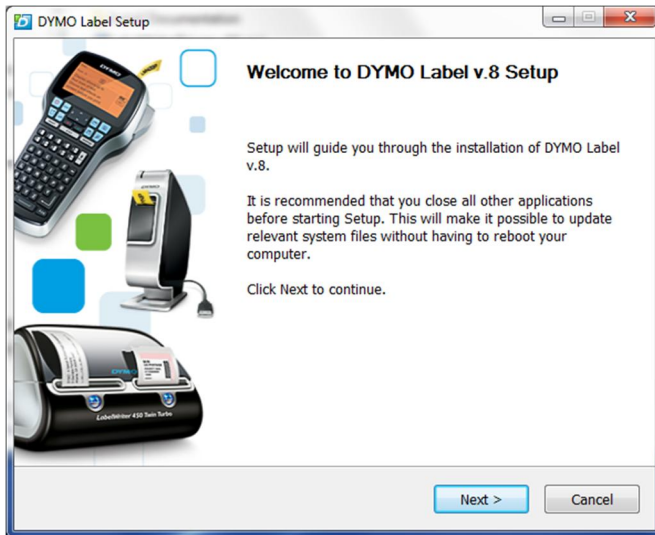 DYMO Label Setup
Welcome to DYMO Label v.8 Setup
Setup will guide you through the installation of DYMO Label
v.8.
It is recommended that you close all other applications
before starting Setup. This will make it possible to update
relevant system files without having to reboot your
computer.
Click Next to continue.
DYMO
DYMO
DYMO
LabelWriter 450 Twin Turbo
Next >
Cancel